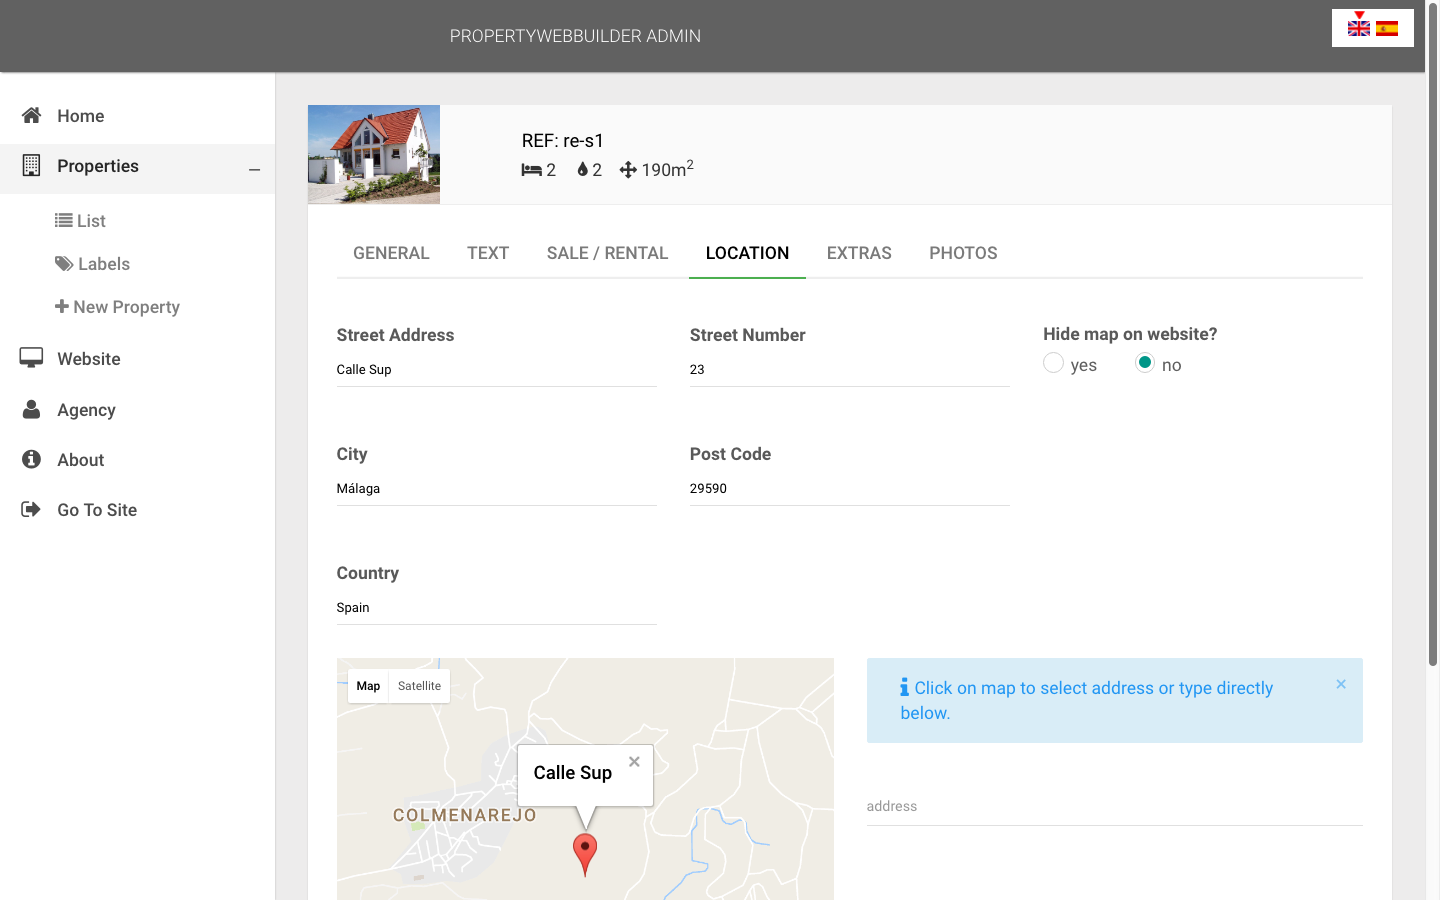 PROPERTYWEBBUILDER ADMIN
Home
Properties
List
Labels
New Property
Website
Agency
About
Go To Site
REF: re-s1
2 2 190m²
GENERAL TEXT SALE / RENTAL LOCATION EXTRAS PHOTOS
Street Address
Calle Sup
Street Number
23
Hide map on website?
yes no
City
Málaga
Post Code
29590
Country
Spain
Map Satellite
Calle Sup
COLMENAREJO
Click on map to select address or type directly
below.
address